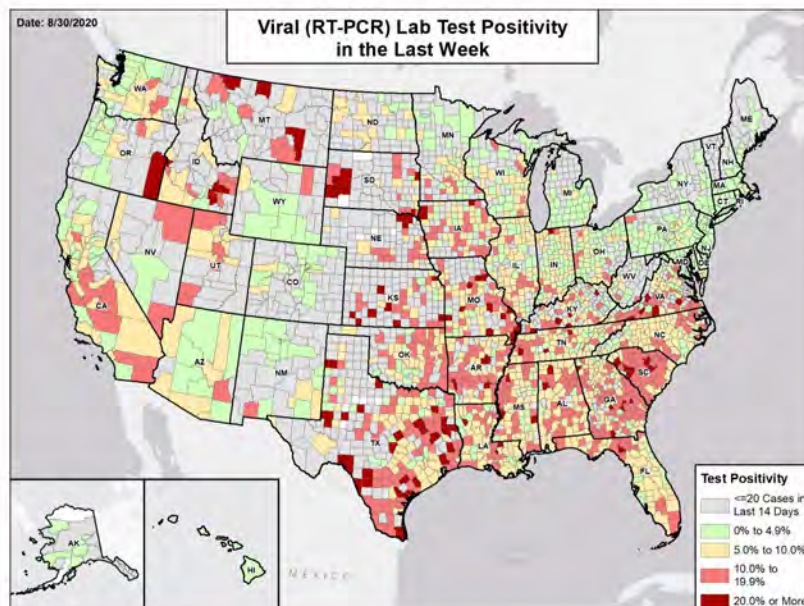 Date: 8/30/2020
Viral (RT-PCR) Lab Test Positivity
in the Last Week
WA
MT
ND
MN
ME
OR
ID
SD
WI
MI
VT
NH
NY
MA
CT
RI
WY
IA
NE
PA
NJ
NV
UT
CO
IL
IN
OH
MD
DE
WV
VA
CA
KS
MO
KY
NC
TN
AZ
NM
OK
AR
SC
MS
AL
GA
TX
LA
FL
AK
HI
MEXICO
Test Positivity
<=20 Cases in
Last 14 Days
0% to 4.9%
5.0% to 10.0%
10.0% to
19.9%
20.0% or More